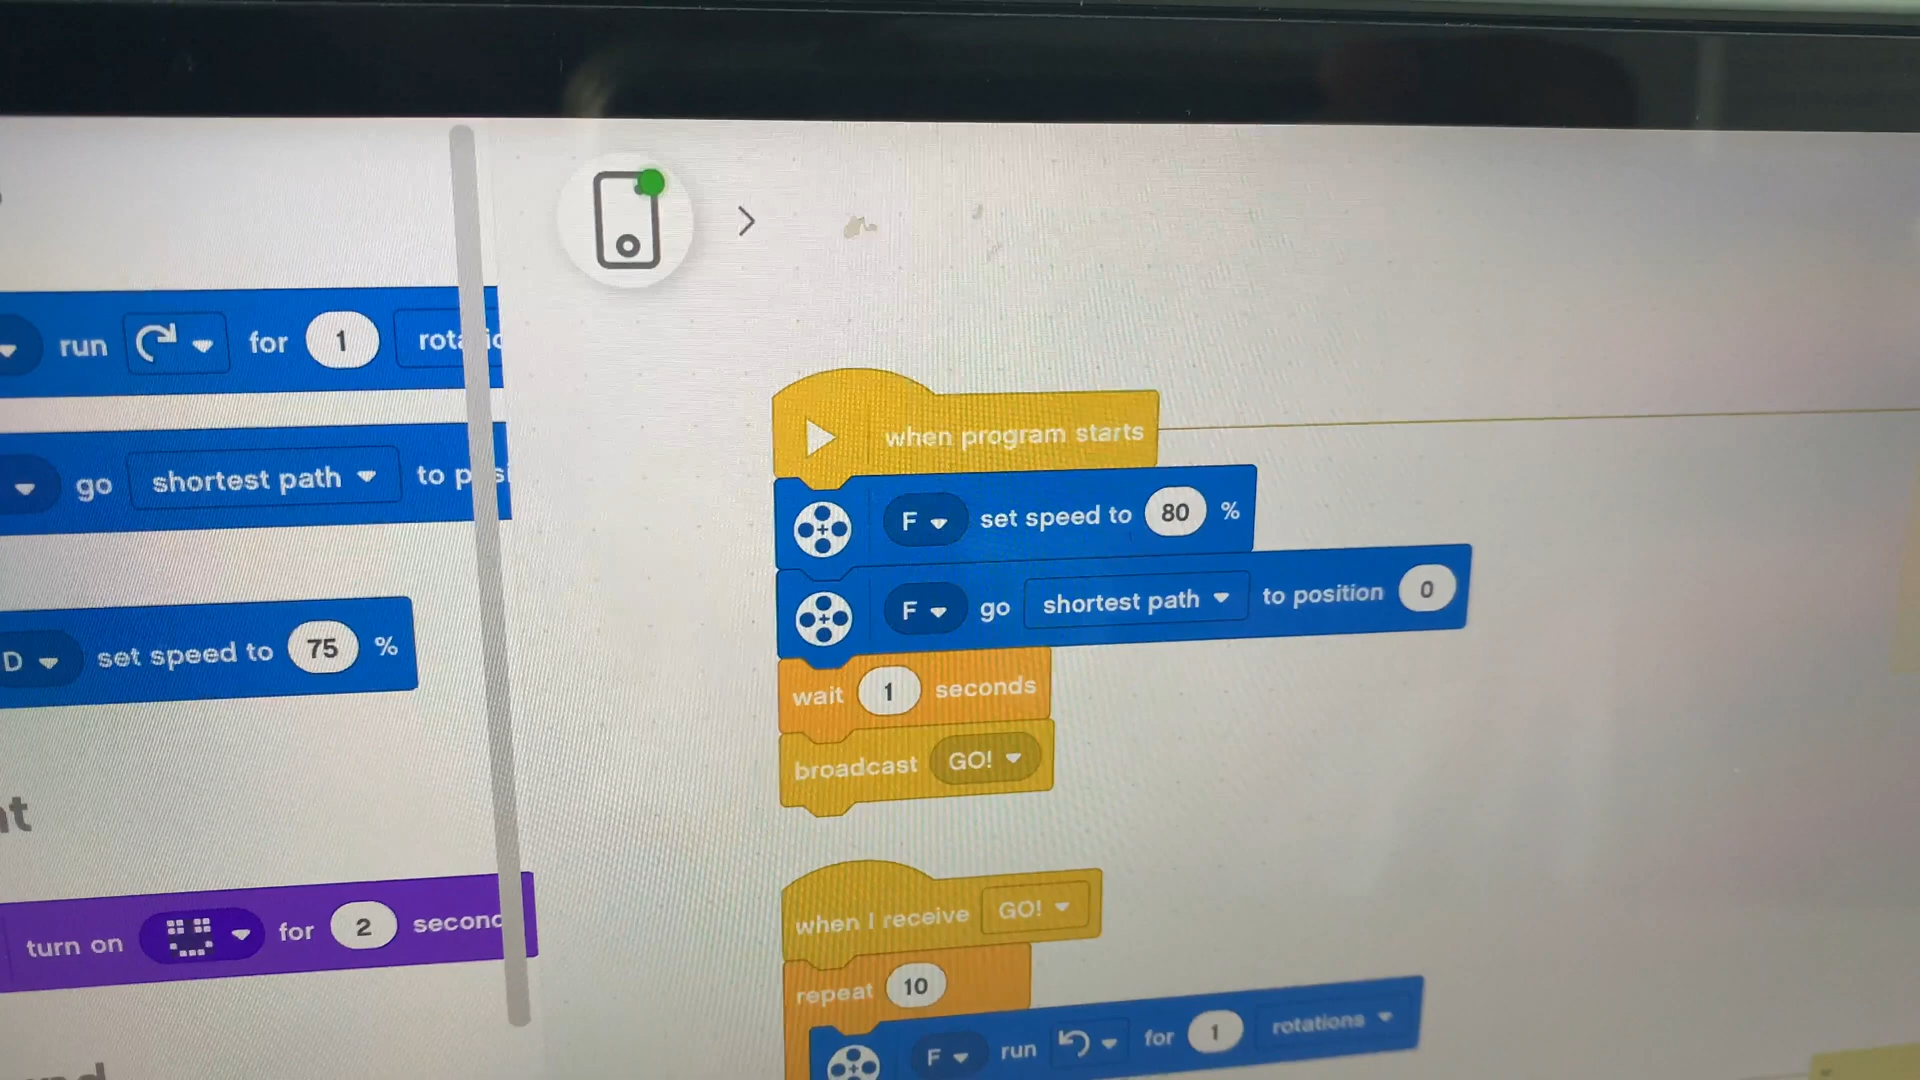 run for 1
go shortest path to
D set speed to 75 %
turn on for 2
when program starts
F set speed to 80 %
F go shortest path to position 0
wait 1 seconds
broadcast GO!
when I receive GO!
repeat 10
F run for 1 rotations